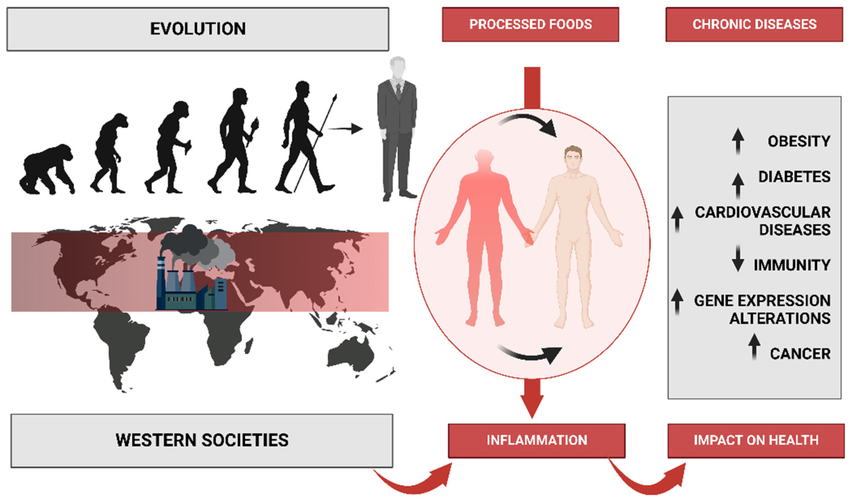 EVOLUTION
PROCESSED FOODS
CHRONIC DISEASES
OBESITY
DIABETES
CARDIOVASCULAR
DISEASES
IMMUNITY
GENE EXPRESSION
ALTERATIONS
CANCER
WESTERN SOCIETIES
INFLAMMATION
IMPACT ON HEALTH